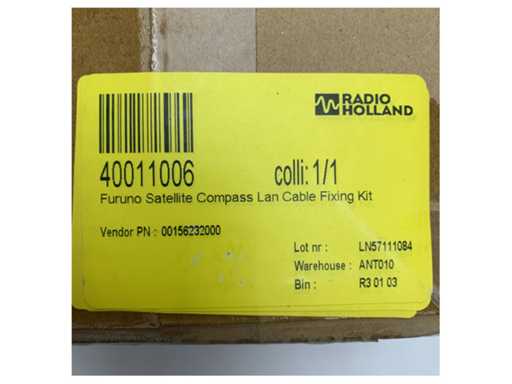 RADIO
HOLLAND
40011006 colli: 1/1
Furuno Satellite Compass Lan Cable Fixing Kit
Vendor PN : 00156232000
Lot nr : LN57111084
Warehouse : ANT010
Bin : R3 01 03